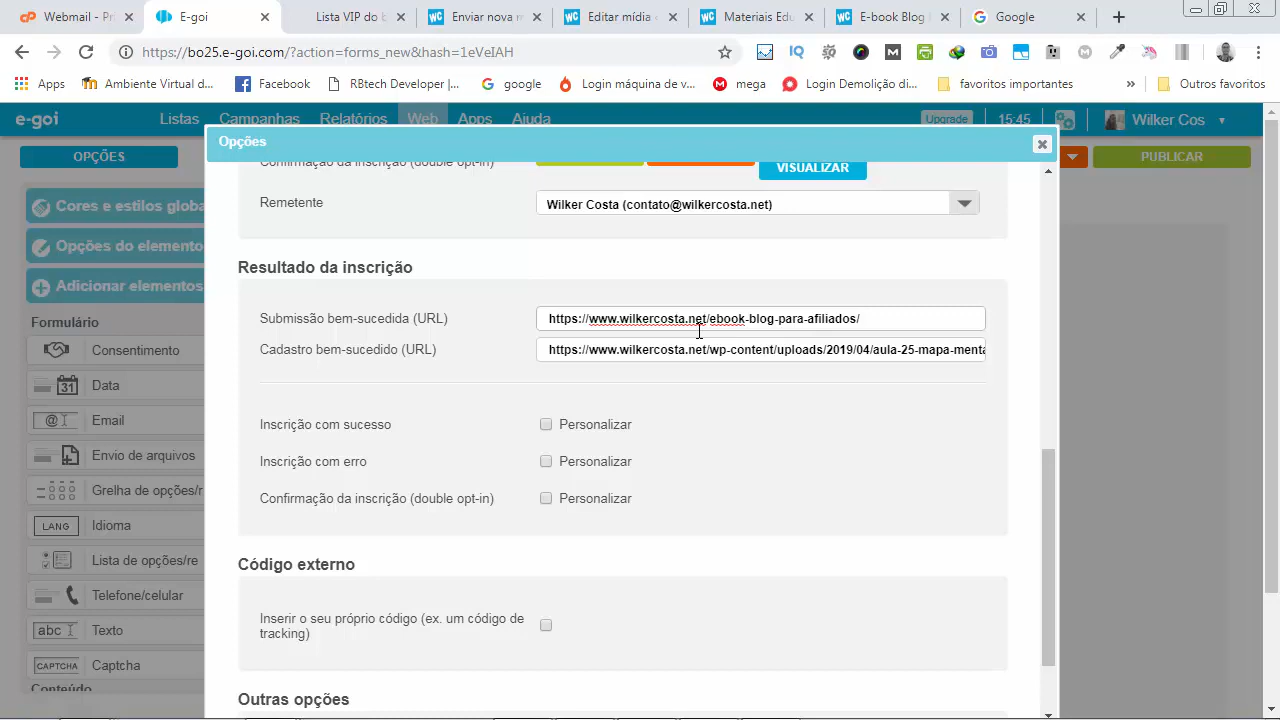 Webmail - Pri
E-goi
Lista VIP do b
Enviar nova m
Editar mídia ‹
Materiais Edu
E-book Blog
Google
https://bo25.e-goi.com/?action=forms_new&hash=1eVeIAH
Apps
Ambiente Virtual d...
Facebook
RBtech Developer |...
google
Login máquina de v...
mega
Login Demolição di...
favoritos importantes
»
Outros favoritos
e-goi
Listas
Campanhas
Relatórios
Web
Apps
Ajuda
Upgrade
15:45
Wilker Cos
OPÇÕES
Opções
PUBLICAR
Cores e estilos globa
Opções do elemento
Adicionar elementos
Formulário
Consentimento
Data
Email
Envio de arquivos
Grelha de opções/r
LANG
Idioma
Lista de opções/re
Telefone/celular
abc
Texto
CAPTCHA
Captcha
Conteúdo
Confirmação da inscrição (double opt-in)
VISUALIZAR
Remetente
Wilker Costa (contato@wilkercosta.net)
Resultado da inscrição
Submissão bem-sucedida (URL)
https://www.wilkercosta.net/ebook-blog-para-afiliados/
Cadastro bem-sucedido (URL)
https://www.wilkercosta.net/wp-content/uploads/2019/04/aula-25-mapa-menta
Inscrição com sucesso
Personalizar
Inscrição com erro
Personalizar
Confirmação da inscrição (double opt-in)
Personalizar
Código externo
Inserir o seu próprio código (ex. um código de
tracking)
Outras opções